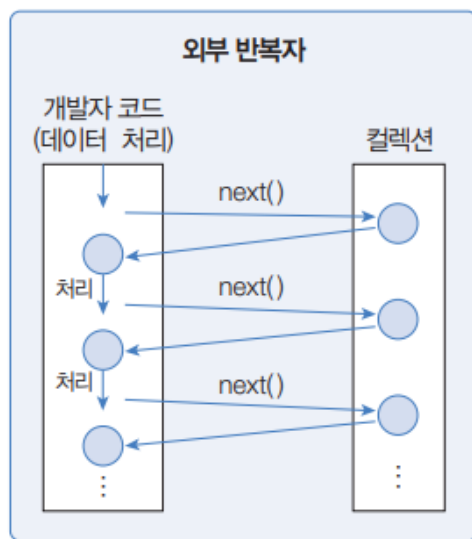 외부 반복자
개발자 코드
(데이터 처리)
컬렉션
next()
처리
next()
처리
next()
⋮
⋮